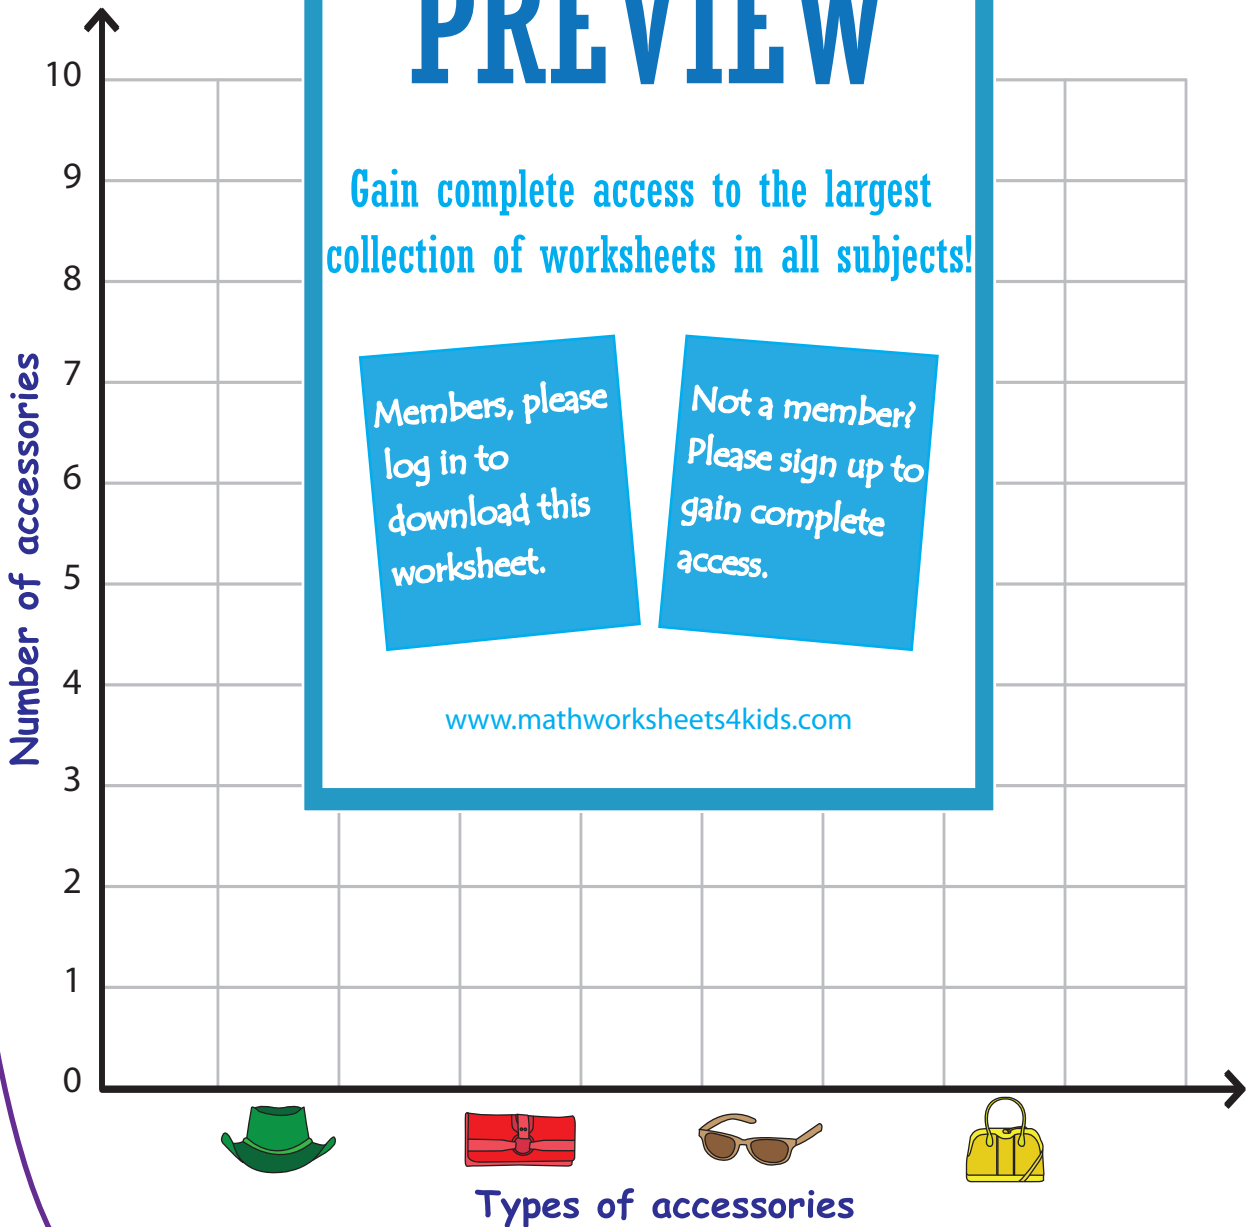 PREVIEW
Gain complete access to the largest
collection of worksheets in all subjects!
Members, please
log in to
download this
worksheet.
Not a member?
Please sign up to
gain complete
access.
www.mathworksheets4kids.com
Number of accessories
10
9
8
7
6
5
4
3
2
1
0
Types of accessories